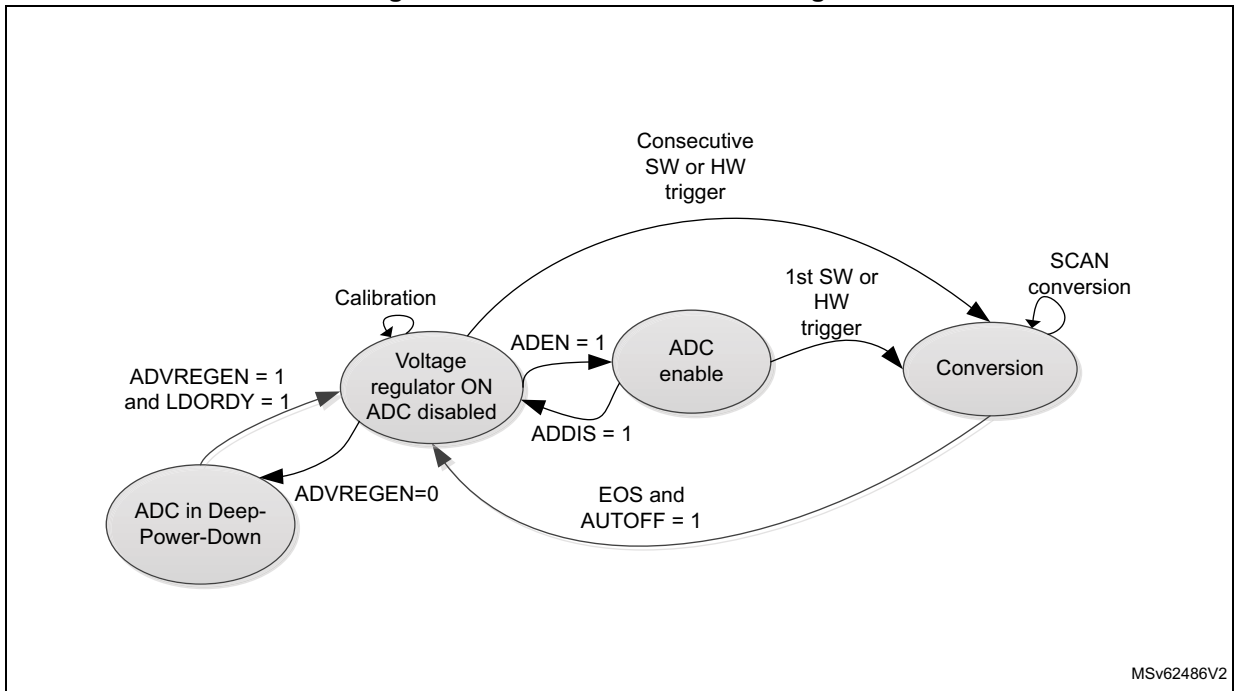 Consecutive
SW or HW
trigger
SCAN
conversion
1st SW or
HW
trigger
Calibration
ADEN = 1
ADC
enable
Voltage
regulator ON
ADC disabled
Conversion
ADVREGEN = 1
and LDORDY = 1
ADDIS = 1
ADVREGEN=0
EOS and
AUTOFF = 1
ADC in Deep-
Power-Down
MSv62486V2